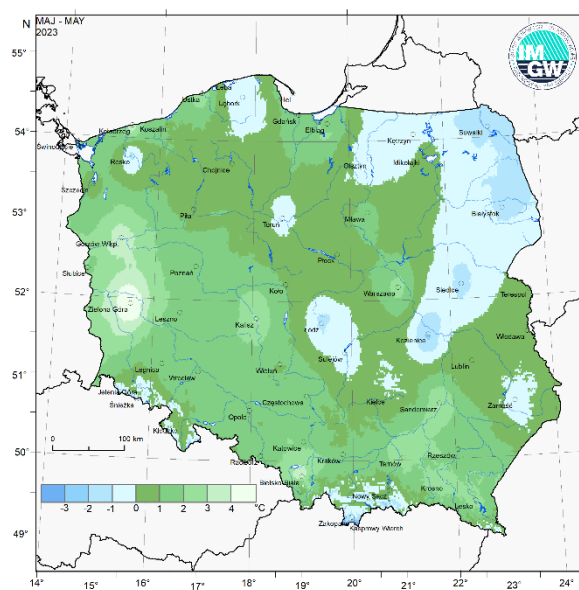 N
MAJ - MAY
2023
IM
GW
55°
Łeba
Ustka
Lębork
Hel
Gdańsk
Elbląg
Kołobrzeg
Koszalin
54°
Suwałki
Kętrzyn
Świnoujście
Resko
Olsztyn
Mikołajki
Chojnice
Szczecin
53°
Piła
Toruń
Mława
Białystok
Gorzów Wlkp.
Płock
Słubice
Poznań
Koło
Warszawa
Siedlce
Terespol
52°
Zielona Góra
Leszno
Kalisz
Łódź
Kozienice
Włodawa
Sulejów
Lublin
Legnica
Wrocław
Wieluń
51°
Jelenia Góra
Śnieżka
Częstochowa
Kielce
Sandomierz
Zamość
Opole
Kłodzko
0
100 km
50°
Racibórz
Katowice
Kraków
Tarnów
Rzeszów
Bielsko-Biała
Nowy Sącz
Krosno
Lesko
-3 -2 -1 0 1 2 3 4 °C
Zakopane
Kasprowy Wierch
49°
14° 15° 16° 17° 18° 19° 20° 21° 22° 23° 24°